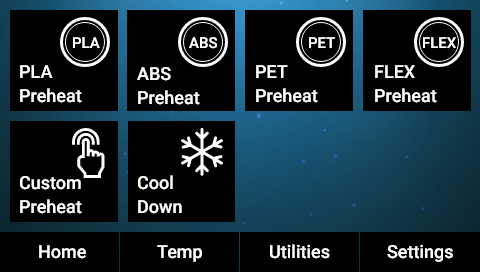 PLA
PLA
Preheat
ABS
ABS
Preheat
PET
PET
Preheat
FLEX
FLEX
Preheat
Custom
Preheat
Cool
Down
Home
Temp
Utilities
Settings